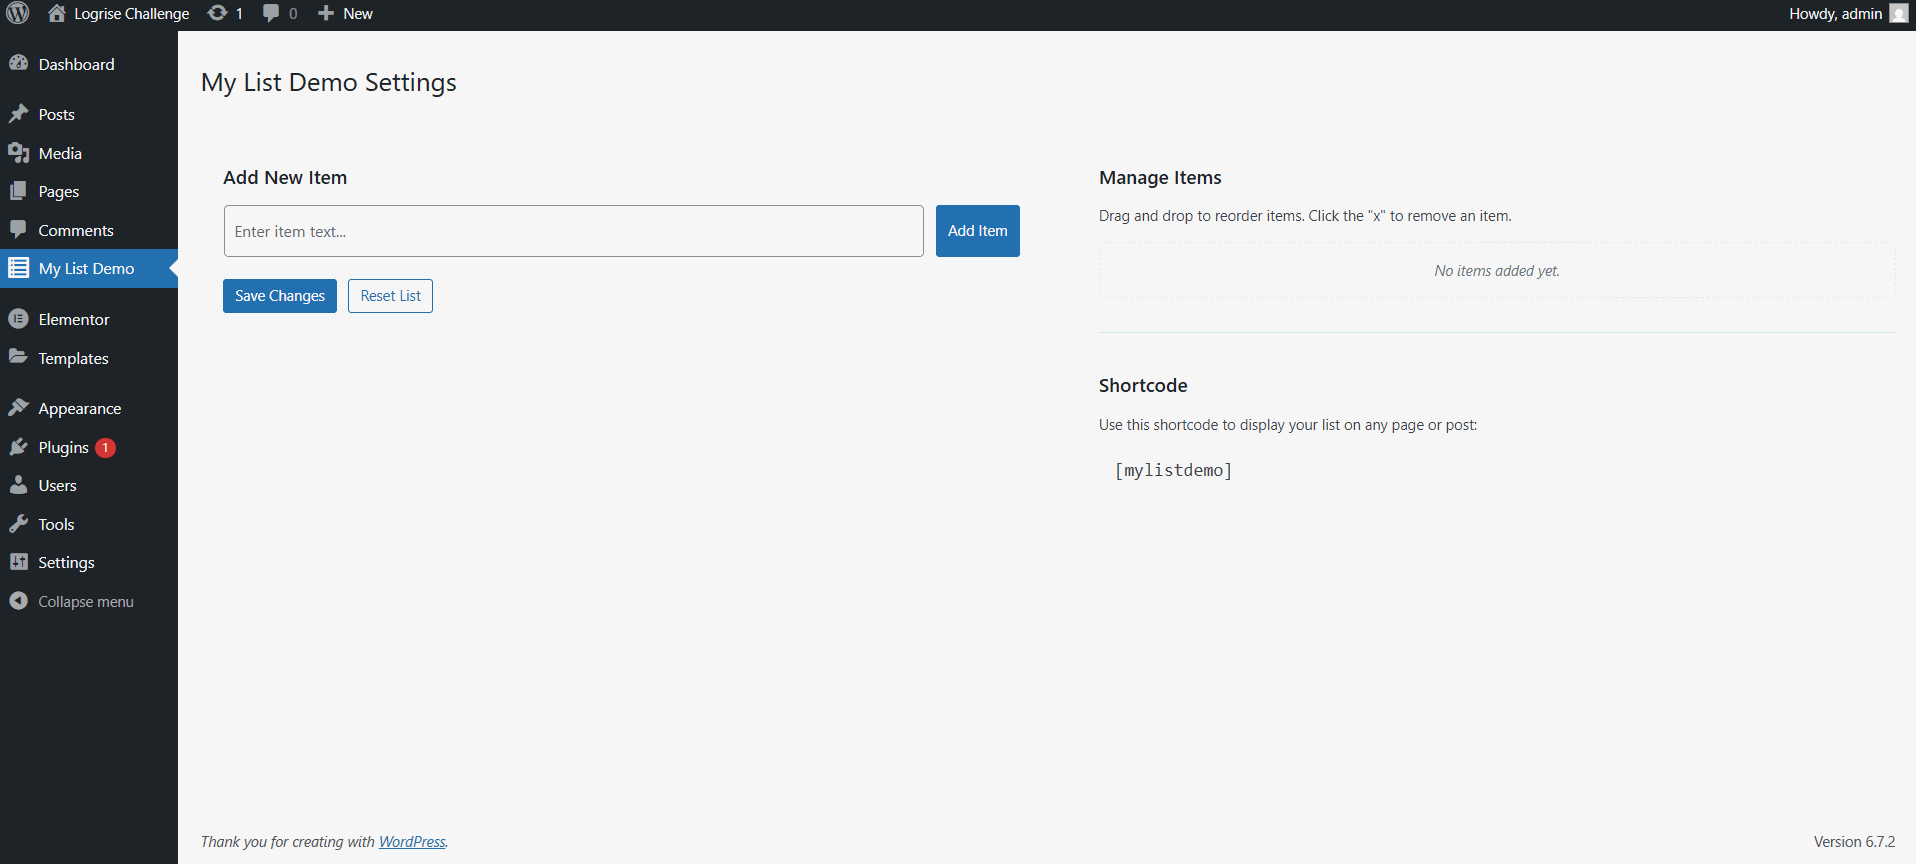 Logrise Challenge 1 0 New Howdy, admin
Dashboard
Posts
Media
Pages
Comments
My List Demo
Elementor
Templates
Appearance
Plugins 1
Users
Tools
Settings
Collapse menu
My List Demo Settings
Add New Item
Enter item text...
Add Item
Save Changes
Reset List
Manage Items
Drag and drop to reorder items. Click the "x" to remove an item.
No items added yet.
Shortcode
Use this shortcode to display your list on any page or post:
[mylistdemo]
Thank you for creating with WordPress.
Version 6.7.2